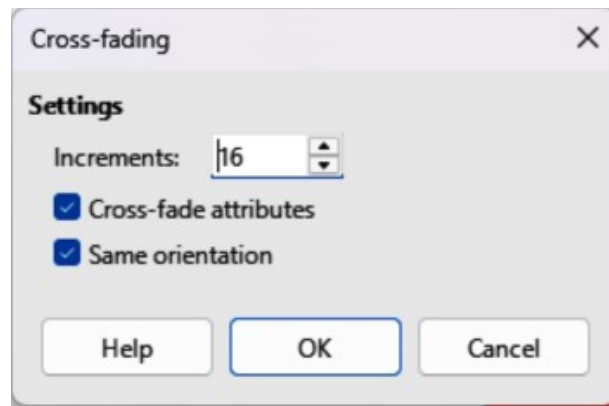 Cross-fading
Settings
Increments: 16
Cross-fade attributes
Same orientation
Help OK Cancel